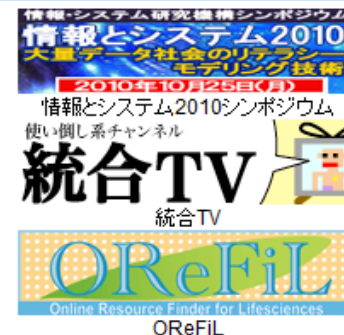 情報・システム研究機構シンポジウム
情報とシステム2010
大量データ社会のリテラシー
モデリング技術
2010年10月25日(月)
情報とシステム2010シンポジウム
使い倒し系チャンネル
統合TV
統合TV
OReFiL
Online Resource Finder for Lifesciences
OReFiL